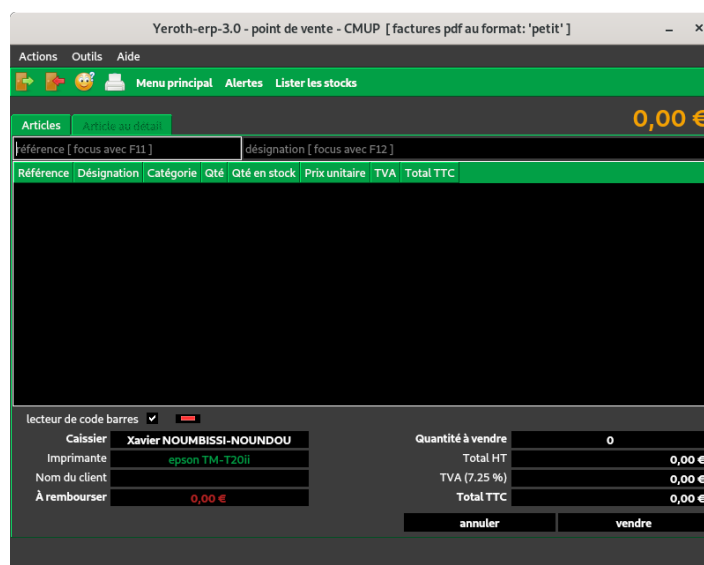 Yeroth-erp-3.0 - point de vente - CMUP [ factures pdf au format: 'petit' ]
Actions Outils Aide
Menu principal Alertes Lister les stocks
0,00 €
Articles Article au détail
référence [ focus avec F11 ] désignation [ focus avec F12 ]
Référence Désignation Catégorie Qté Qté en stock Prix unitaire TVA Total TTC
lecteur de code barres
Caissier Xavier NOUMBISSI-NOUNDOU Quantité à vendre 0
Imprimante epson TM-T20ii Total HT 0,00 €
Nom du client TVA (7.25 %) 0,00 €
À rembourser 0,00 € Total TTC 0,00 €
annuler vendre